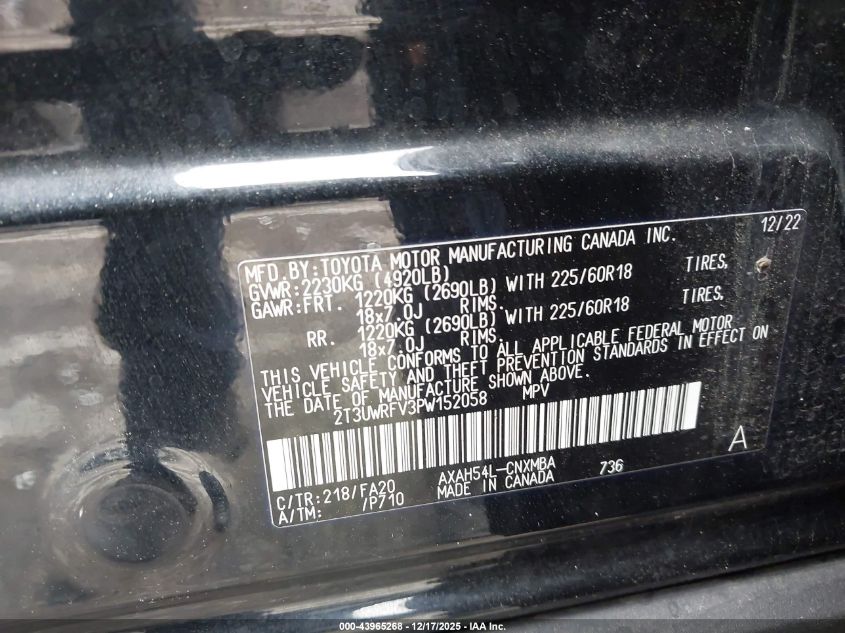 12/22
MFD.BY:TOYOTA MOTOR MANUFACTURING CANADA INC.
GVWR:2230KG (4920LB)
GAWR:FRT. 1220KG (2690LB) WITH 225/60R18 TIRES,
18x7.0J RIMS.
RR. 1220KG (2690LB) WITH 225/60R18 TIRES,
18x7.0J RIMS.
THIS VEHICLE CONFORMS TO ALL APPLICABLE FEDERAL MOTOR
VEHICLE SAFETY AND THEFT PREVENTION STANDARDS IN EFFECT ON
THE DATE OF MANUFACTURE SHOWN ABOVE.
2T3UWRFV3PW152058 MPV
A
C/TR:218/FA20 AXAH54L-CNXMBA 736
A/TM: /P710 MADE IN CANADA
000-43965268 - 12/17/2025 - IAA Inc.